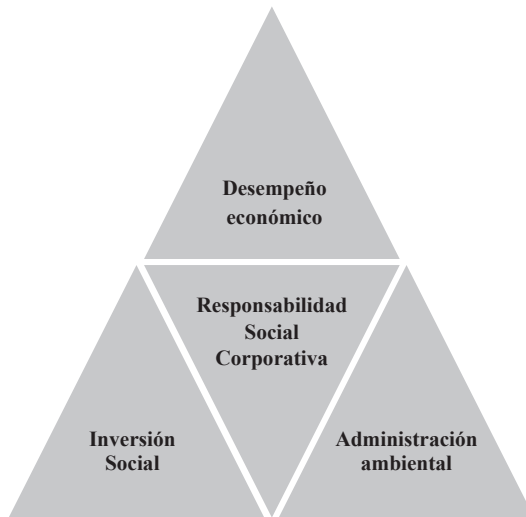 Desempeño
económico
Responsabilidad
Social
Corporativa
Inversión
Social
Administración
ambiental